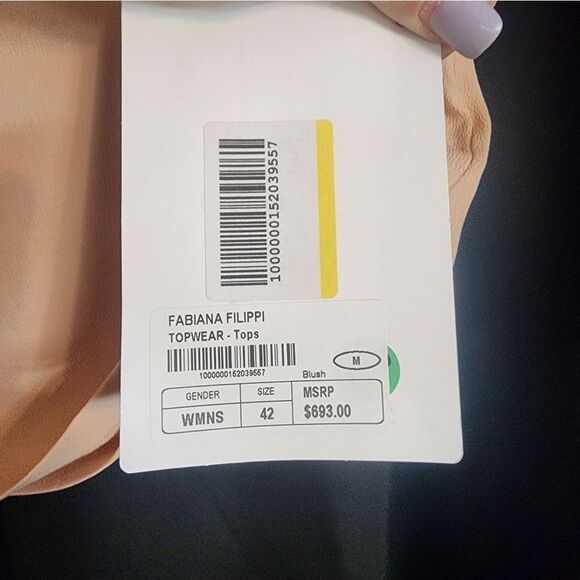 1000000152039557
FABIANA FILIPPI
TOPWEAR - Tops
1000000152039557
Blush
M
GENDER SIZE MSRP
WMNS 42 $693.00